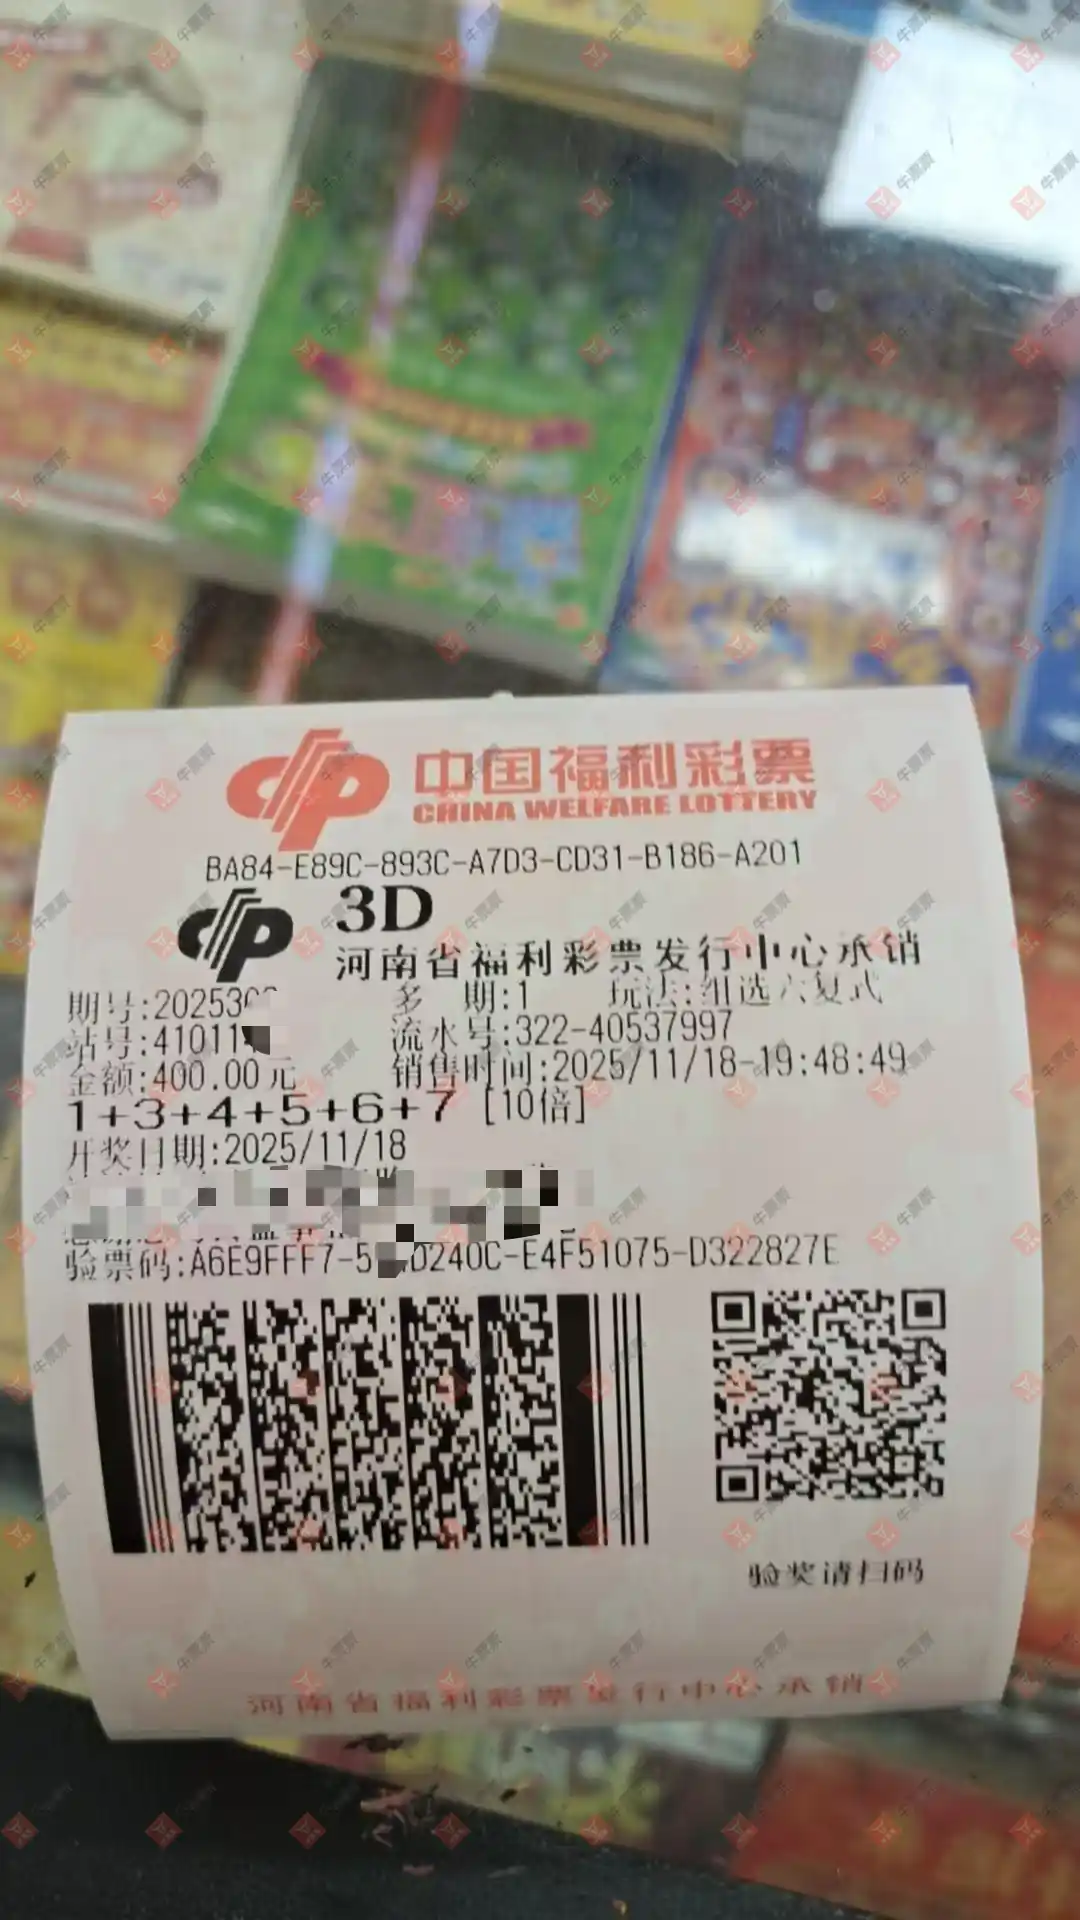 中国福利彩票
CHINA WELFARE LOTTERY
BA84-E89C-893C-A7D3-CD31-B186-A201
3D
河南省福利彩票发行中心承销
期号:202530 多 期:1 玩法:组选六复式
站号:41011 流水号:322-40537997
金额:400.00元 销售时间:2025/11/18-19:48:49
1+3+4+5+6+7 [10倍]
开奖日期:2025/11/18
验票码:A6E9FFF7-5 D240C-E4F51075-D322827E
验奖请扫码
河南省福利彩票发行中心承销
牛票票